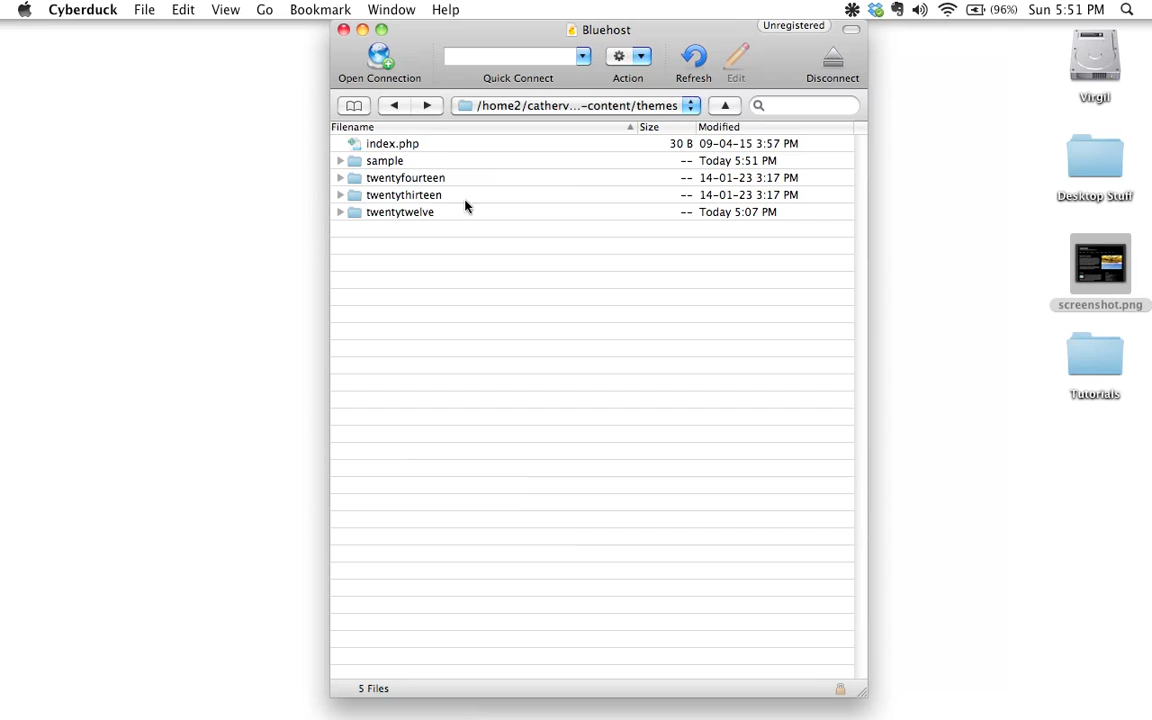 Cyberduck File Edit View Go Bookmark Window Help (96%) Sun 5:51 PM
Bluehost
Unregistered
Open Connection Quick Connect Action Refresh Edit Disconnect
/home2/catherv...-content/themes
Filename Size Modified
index.php 30 B 09-04-15 3:57 PM
sample -- Today 5:51 PM
twentyfourteen -- 14-01-23 3:17 PM
twentythirteen -- 14-01-23 3:17 PM
twentytwelve -- Today 5:07 PM
5 Files
Virgil
Desktop Stuff
screenshot.png
Tutorials